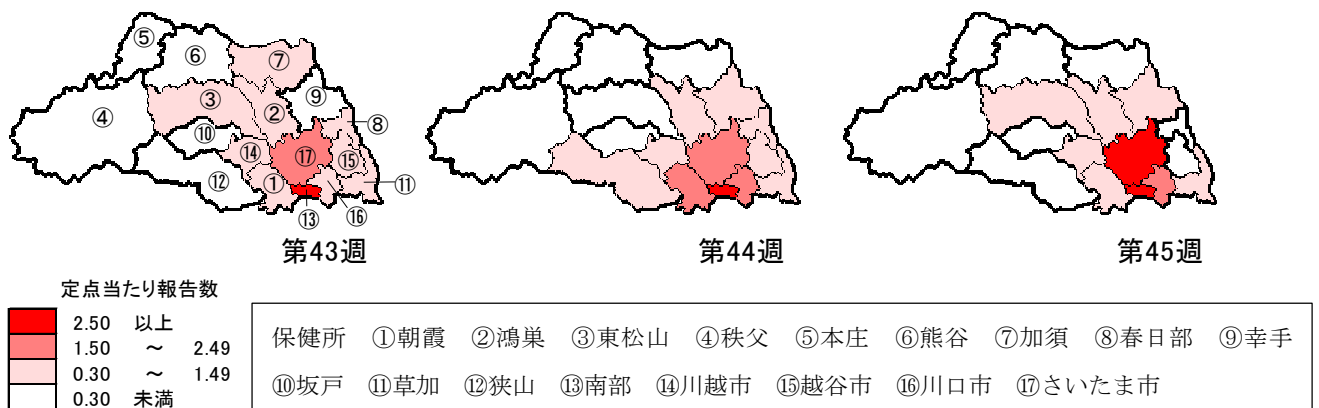 ⑤
⑥
⑦
④
③
②
⑨
⑧
⑩
⑭
⑰
⑮
⑫
①
⑪
⑬
⑯
第43週
第44週
第45週
定点当たり報告数
2.50 以上
1.50 ～ 2.49
0.30 ～ 1.49
0.30 未満
保健所 ①朝霞 ②鴻巣 ③東松山 ④秩父 ⑤本庄 ⑥熊谷 ⑦加須 ⑧春日部 ⑨幸手
⑩坂戸 ⑪草加 ⑫狭山 ⑬南部 ⑭川越市 ⑮越谷市 ⑯川口市 ⑰さいたま市